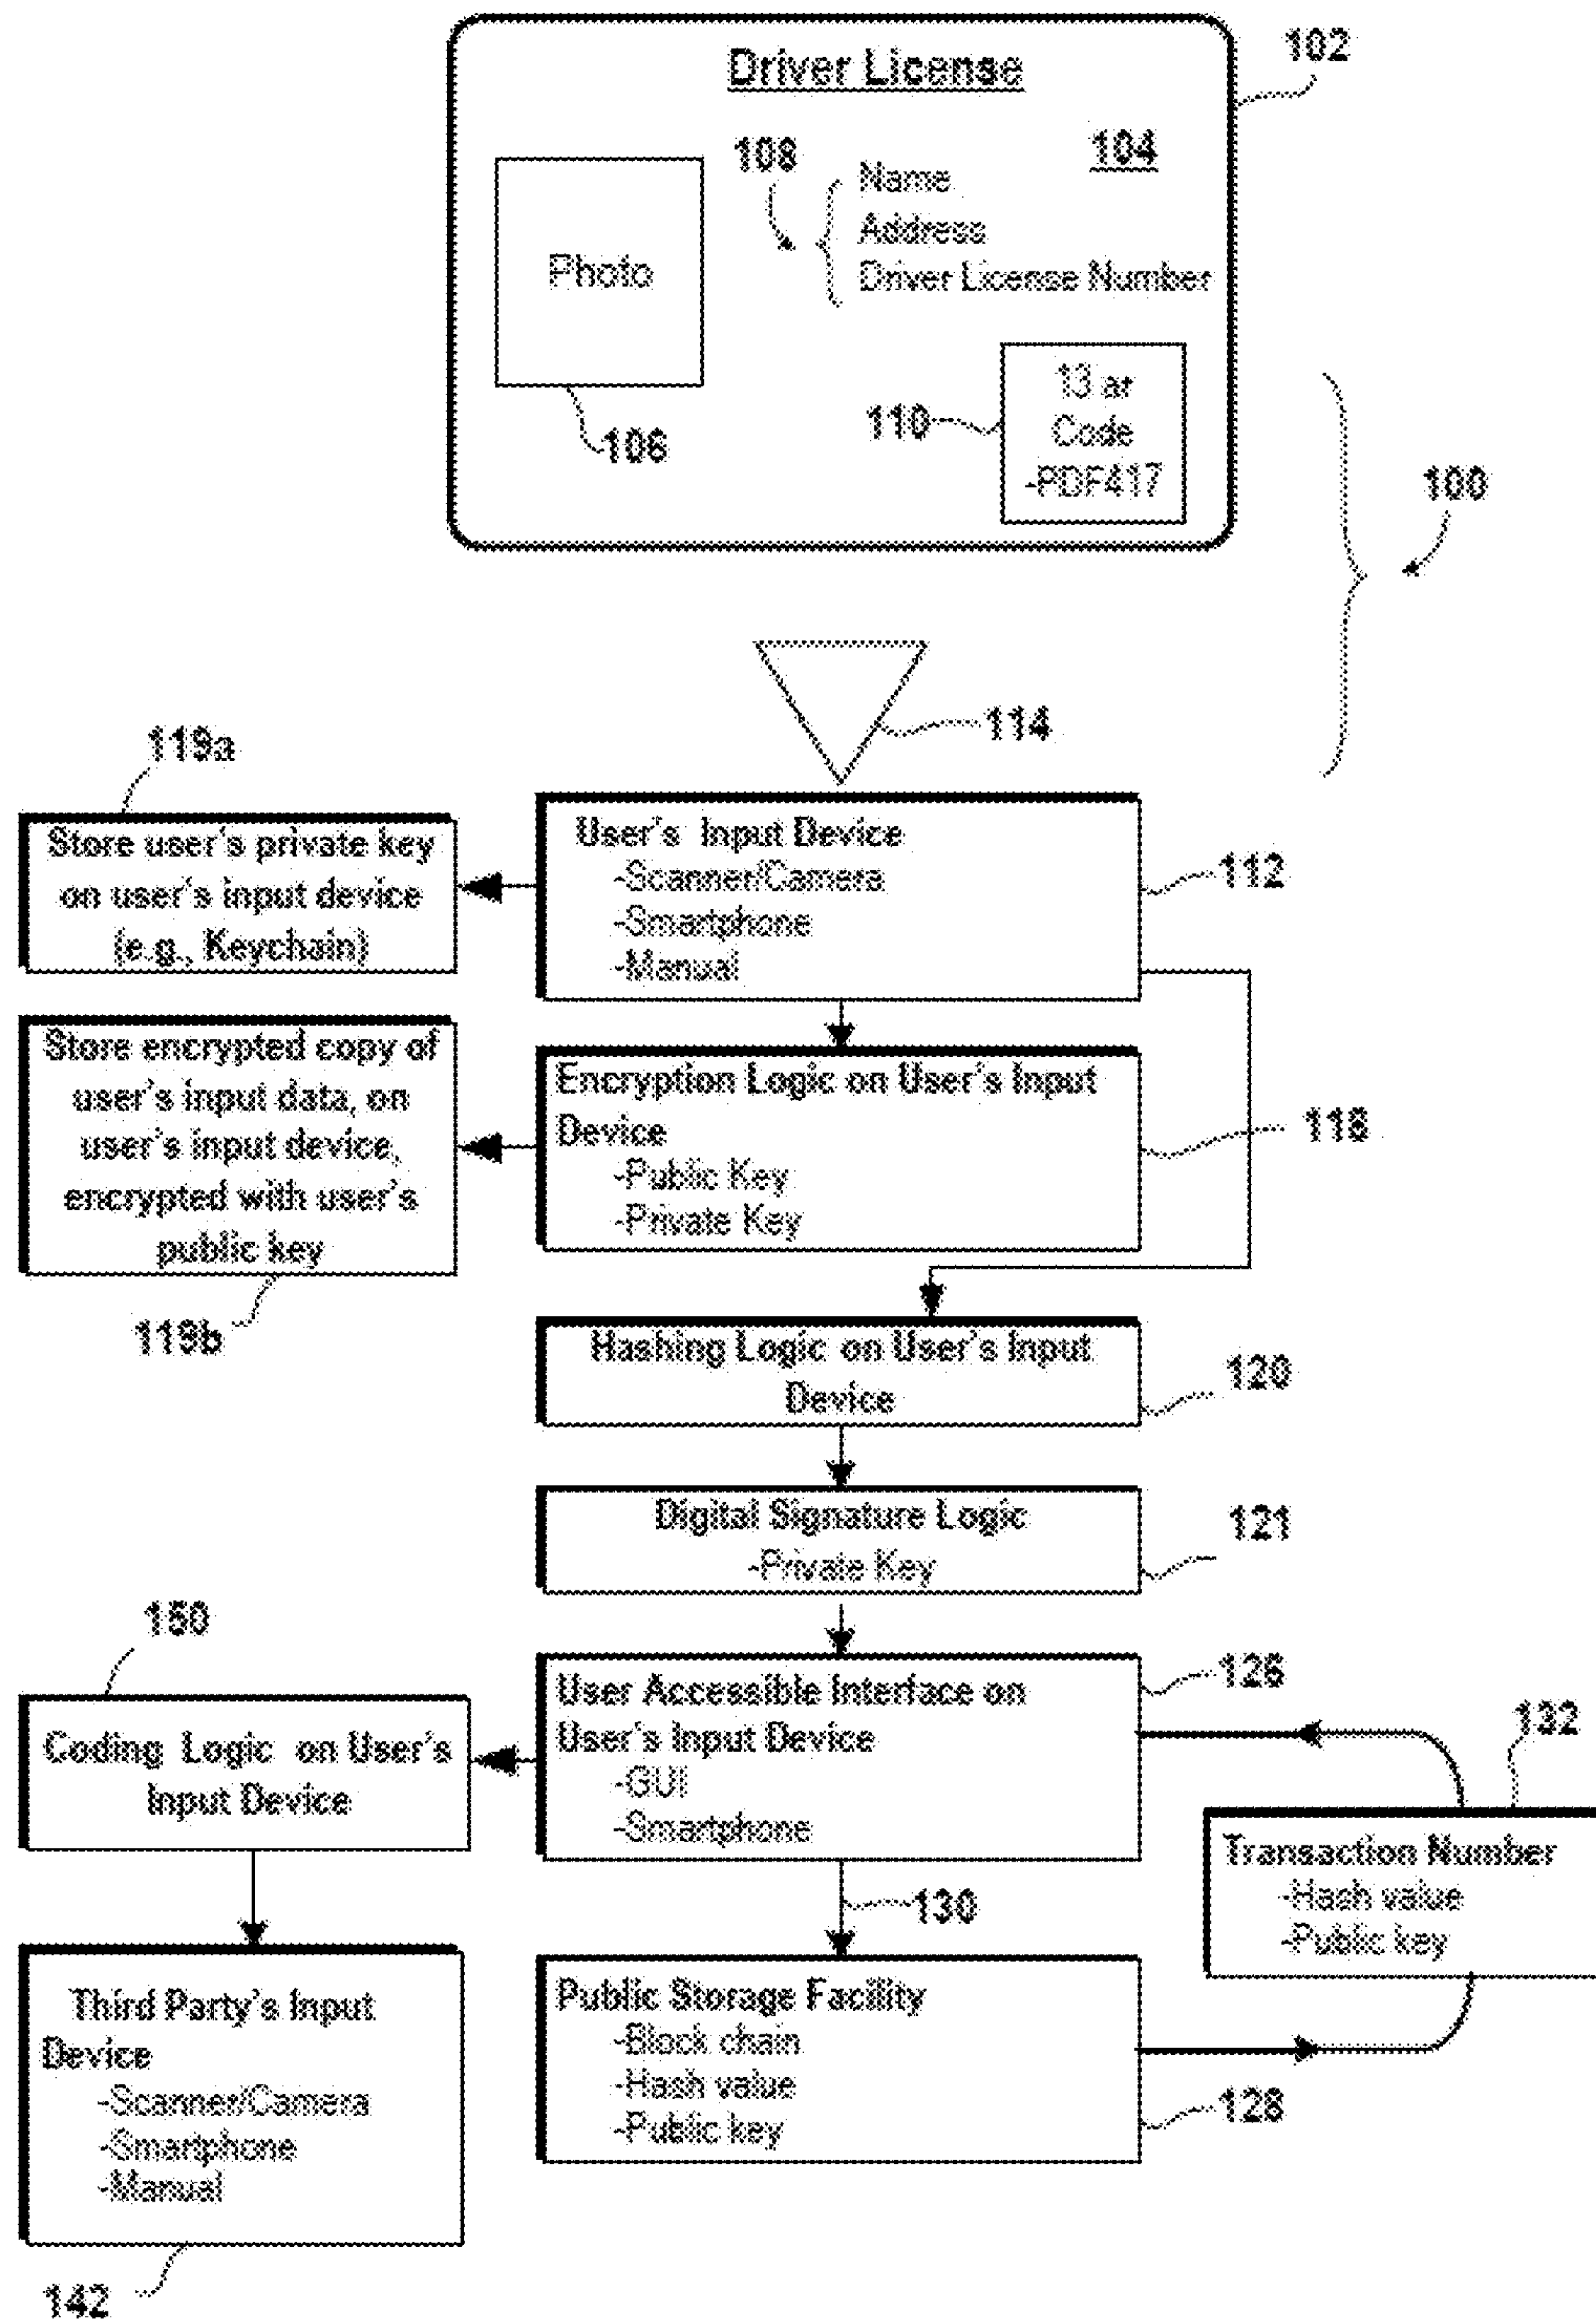 Driver License
102
104
108
Name
Address
Driver License Number
Photo
106
110
13 ar
Code
-PDF417
100
114
119a
Store user's private key
on user's input device
(e.g., Keychain)
User's Input Device
-Scanner/Camera
-Smartphone
-Manual
112
Store encrypted copy of
user's input data, on
user's input device,
encrypted with user's
public key
119b
Encryption Logic on User's Input
Device
-Public Key
-Private Key
118
Hashing Logic on User's Input
Device
120
Digital Signature Logic
-Private Key
121
150
Coding Logic on User's
Input Device
User Accessible Interface on
User's Input Device
-GUI
-Smartphone
126
132
Transaction Number
-Hash value
-Public key
130
Third Party's Input
Device
-Scanner/Camera
-Smartphone
-Manual
142
Public Storage Facility
-Block chain
-Hash value
-Public key
128